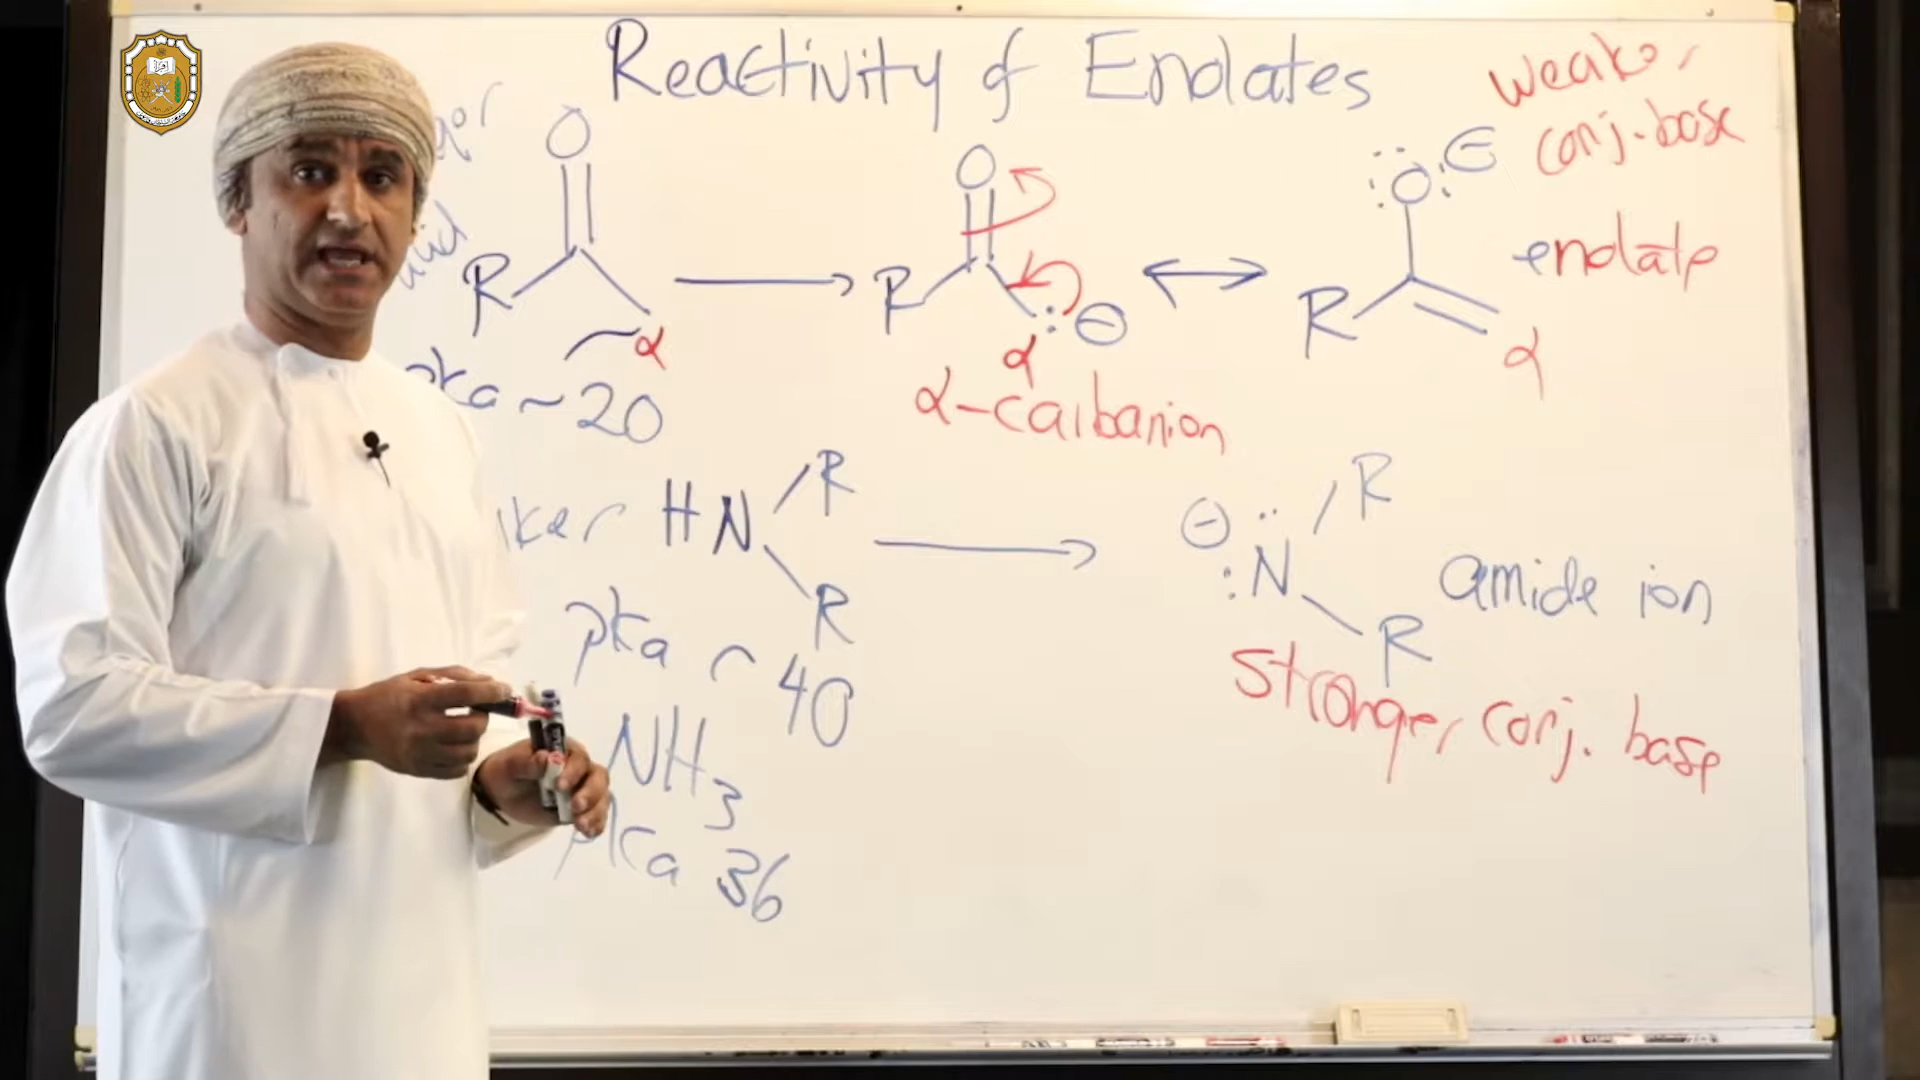 Reactivity of Enolates
weaker
conj. base
O
O
O
R
R
R
enolate
α
α
α
pka ~ 20
α-carbanion
HN
R
R
N
R
R
amide ion
pka ~ 40
stronger conj. base
NH3
pka 36